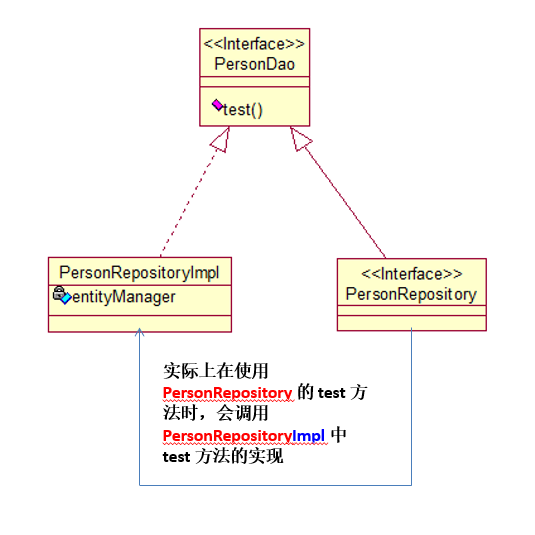 <<Interface>>
PersonDao
test()
PersonRepositoryImpl
entityManager
<<Interface>>
PersonRepository
实际上在使用
PersonRepository 的 test 方
法时，会调用
PersonRepositoryImpl 中
test 方法的实现